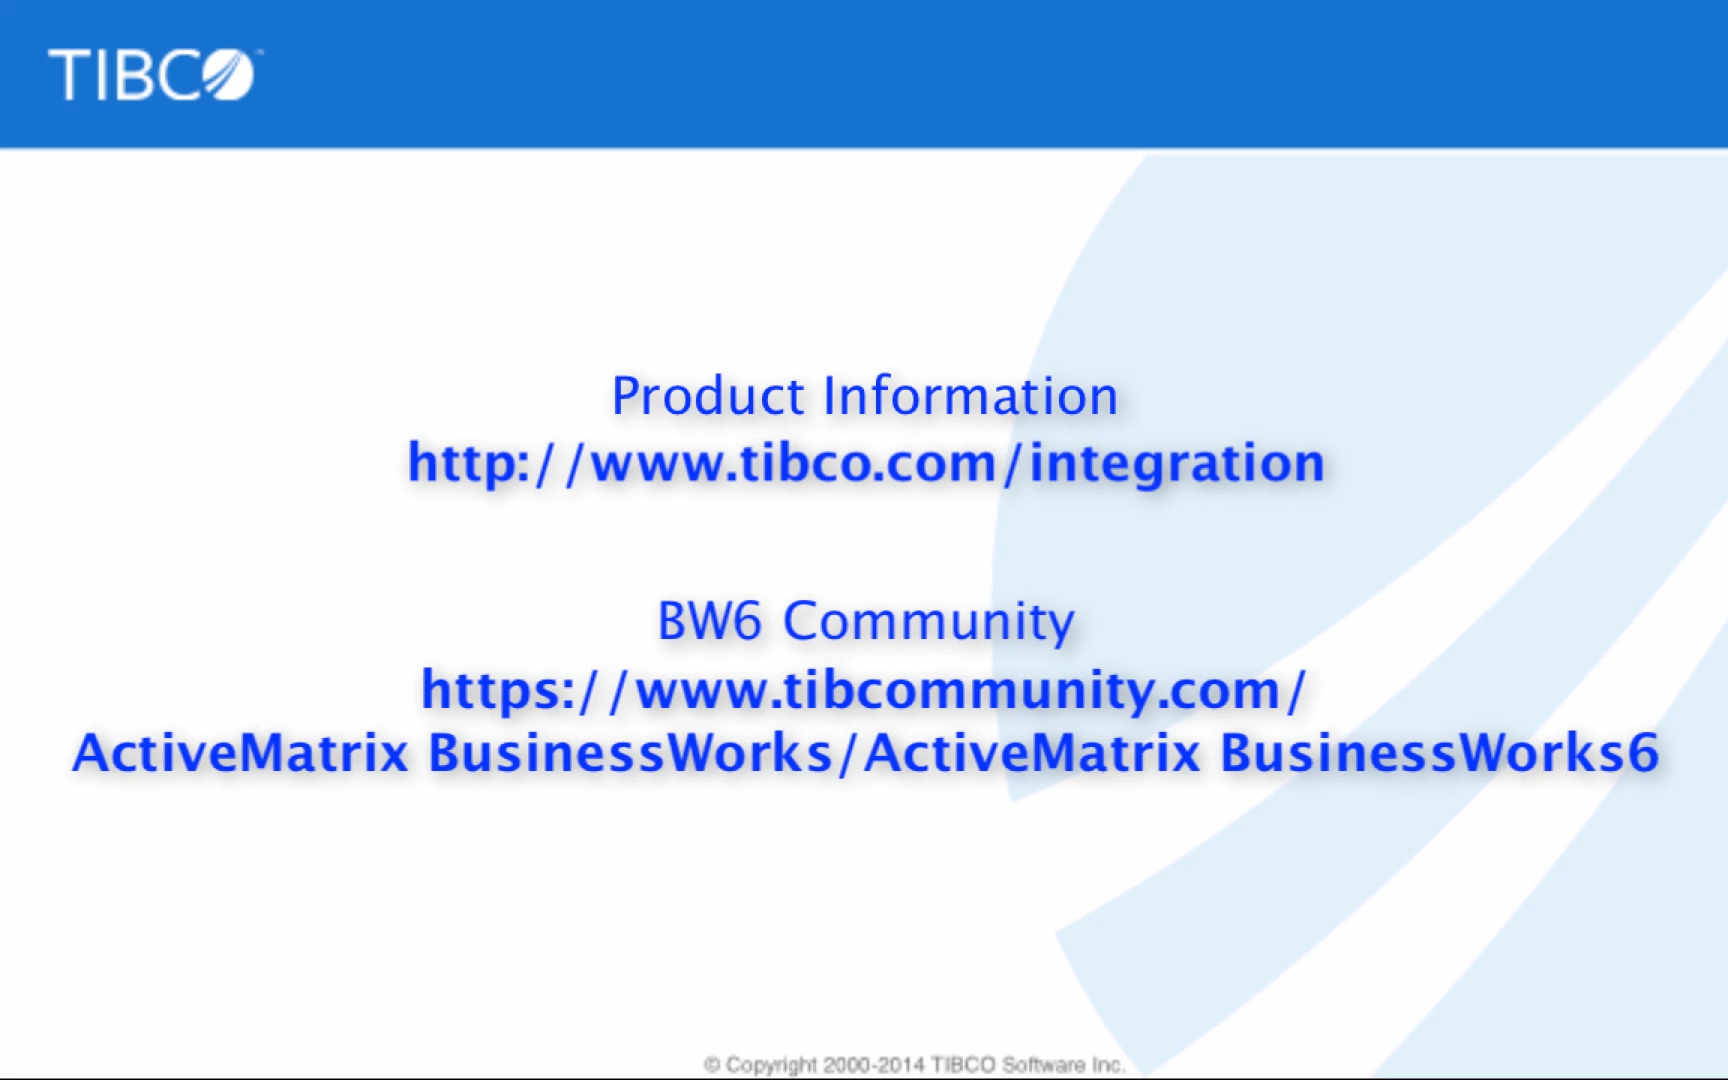 TIBCO™
Product Information
http://www.tibco.com/integration
BW6 Community
https://www.tibcommunity.com/
ActiveMatrix BusinessWorks/ActiveMatrix BusinessWorks6
© Copyright 2000-2014 TIBCO Software Inc.